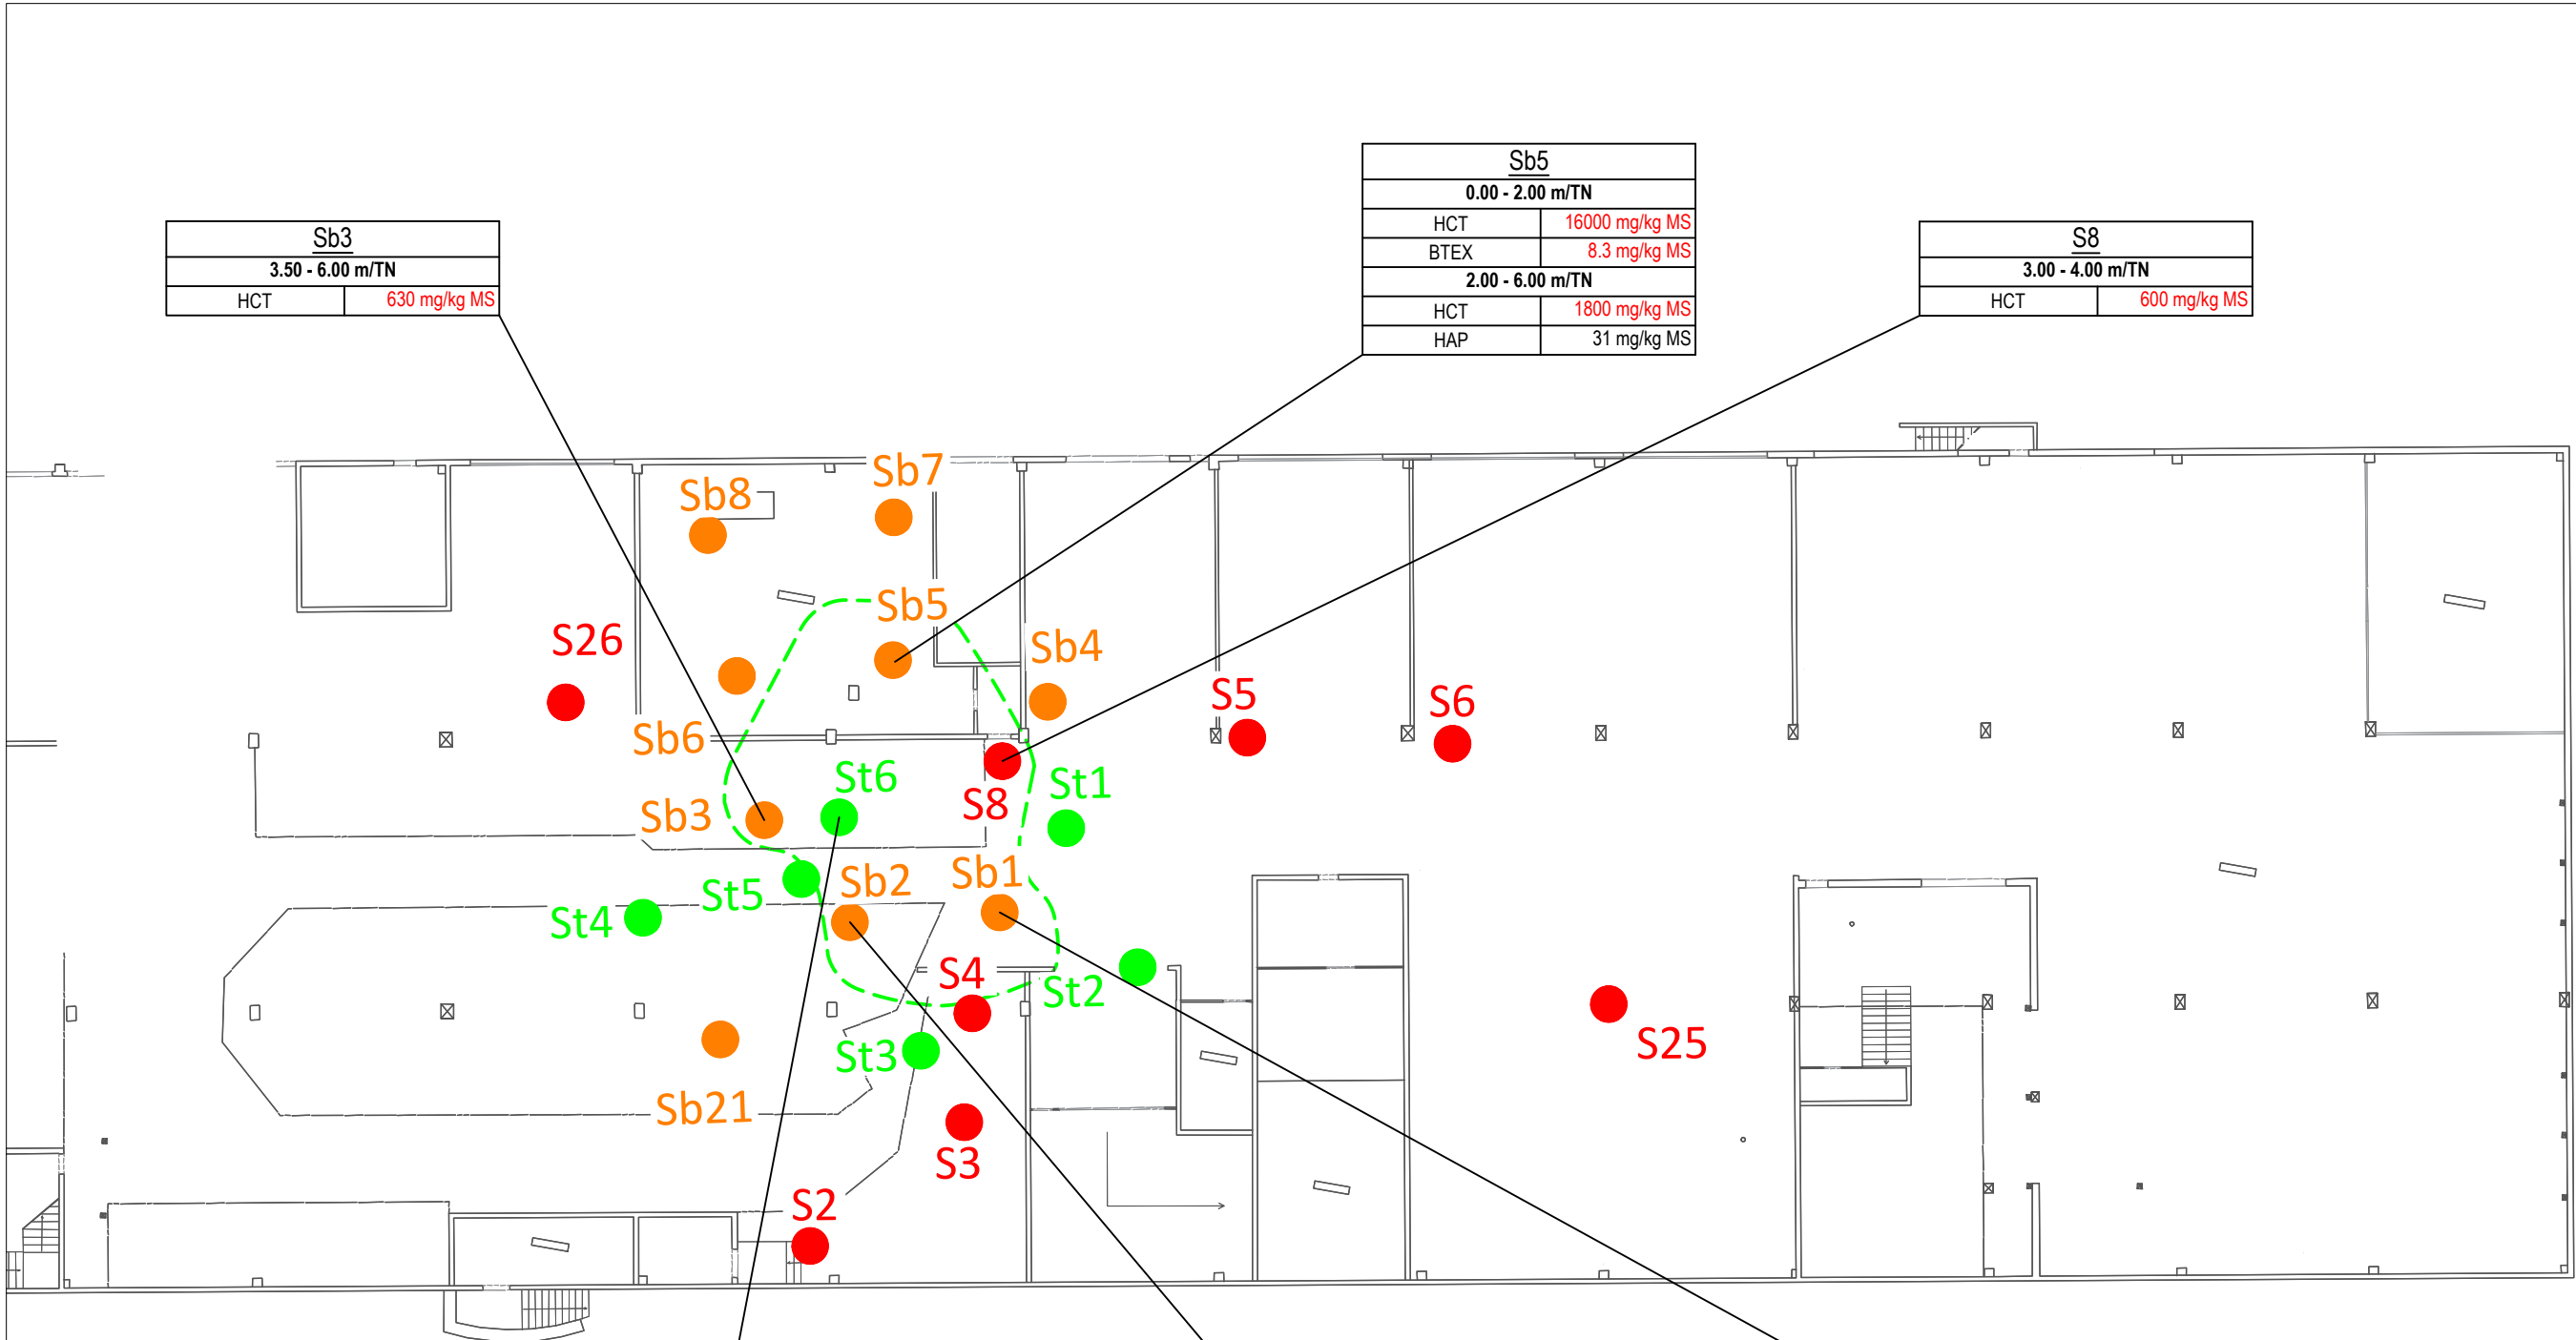 Sb5
0.00 - 2.00 m/TN
HCT 16000 mg/kg MS
BTEX 8.3 mg/kg MS
2.00 - 6.00 m/TN
HCT 1800 mg/kg MS
HAP 31 mg/kg MS
Sb3
3.50 - 6.00 m/TN
HCT 630 mg/kg MS
S8
3.00 - 4.00 m/TN
HCT 600 mg/kg MS
Sb7
Sb8
Sb5
S26
Sb4
S5
S6
Sb6
St6
St1
S8
Sb3
Sb1
Sb2
St5
St4
S4
St2
S25
St3
Sb21
S3
S2